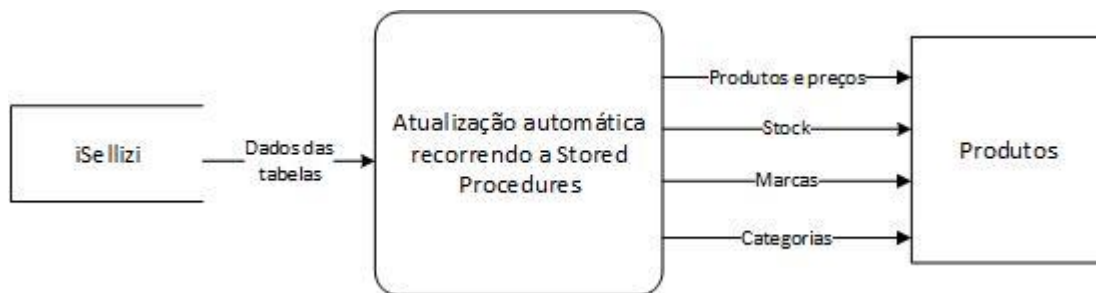 iSellizi
Dados das
tabelas
Atualização automática
recorrendo a Stored
Procedures
Produtos e preços
Stock
Marcas
Categorias
Produtos